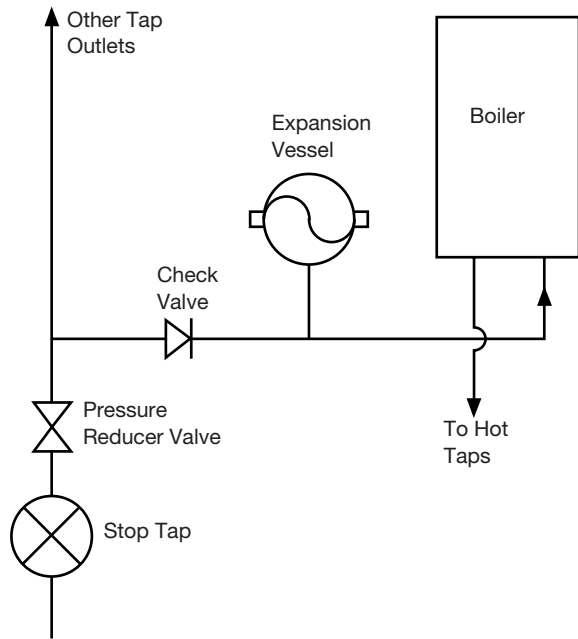 Other Tap
Outlets
Boiler
Expansion
Vessel
Check
Valve
Pressure
Reducer Valve
To Hot
Taps
Stop Tap